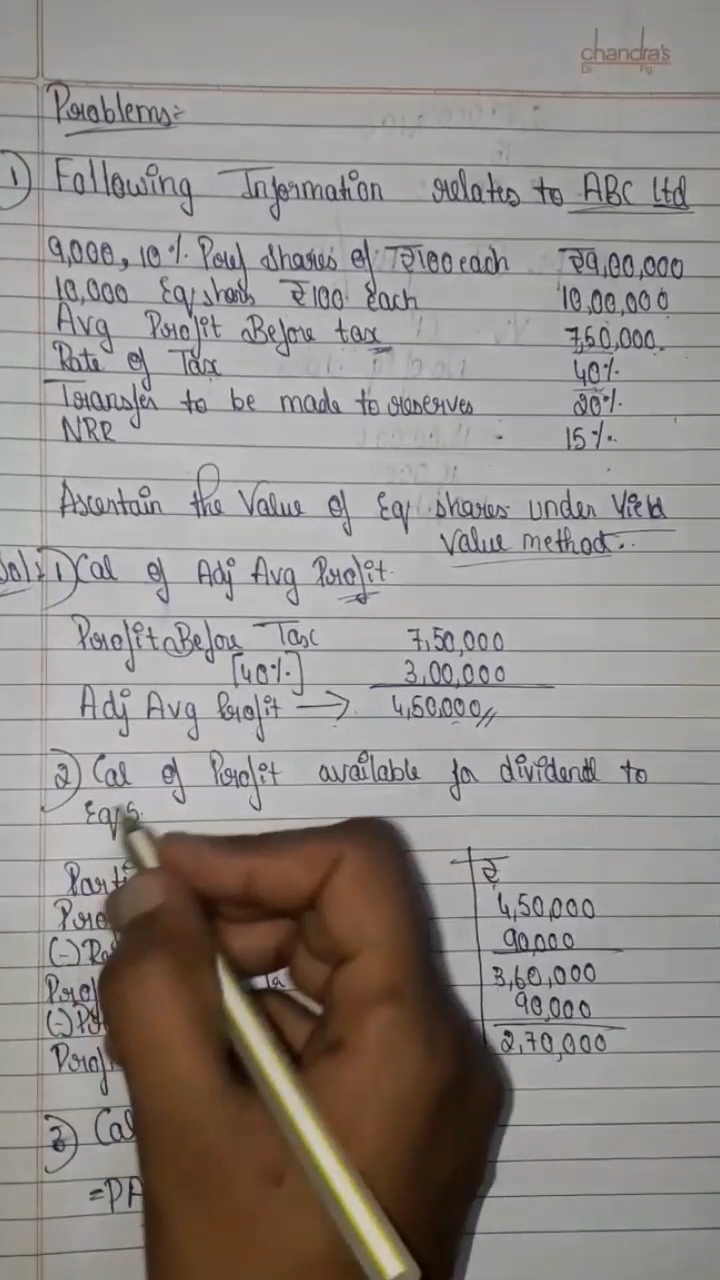 chandra's
Problems:
1) Following Information relates to ABC Ltd
9,000, 10% Pref shares of ₹100 each ₹9,00,000
10,000 Eq shares ₹100 Each 10,00,000
Avg Profit Before tax 7,50,000
Rate of Tax 40%
Transfer to be made to reserves 20%
NRR 15%
Ascertain the Value of Eq shares under Yield
Value method..
Sol: 1) Cal of Adj Avg Profit
Profit Before Tax 7,50,000
[40%] 3,00,000
Adj Avg Profit → 4,50,000//
2) Cal of Profit available for dividend to
Eq S
Parti ₹
Pro 4,50,000
(-) 90,000
Prof 3,60,000
(-) 90,000
Prof 2,70,000
3) Cal
= PA